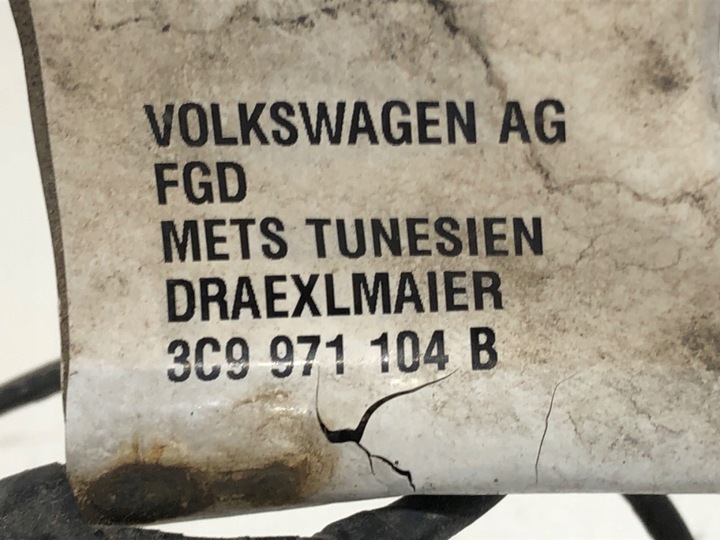 VOLKSWAGEN AG
FGD
METS TUNESIEN
DRAEXLMAIER
3C9 971 104 B